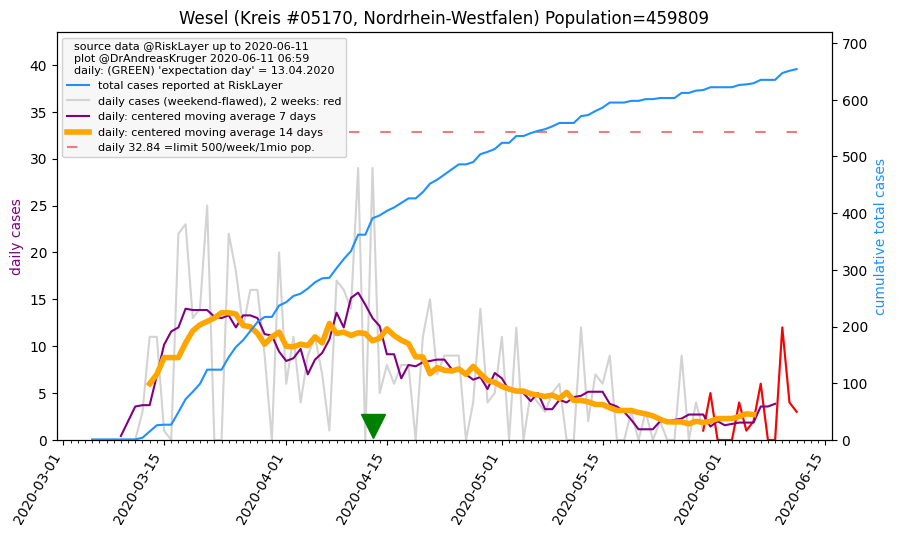 Wesel (Kreis #05170, Nordrhein-Westfalen) Population=459809
source data @RiskLayer up to 2020-06-11
plot @DrAndreasKruger 2020-06-11 06:59
daily: (GREEN) 'expectation day' = 13.04.2020
total cases reported at RiskLayer
daily cases (weekend-flawed), 2 weeks: red
daily: centered moving average 7 days
daily: centered moving average 14 days
daily 32.84 =limit 500/week/1mio pop.
daily cases
40
35
30
25
20
15
10
5
0
700
600
500
400
300
200
100
0
cumulative total cases
2020-03-01
2020-03-15
2020-04-01
2020-04-15
2020-05-01
2020-05-15
2020-06-01
2020-06-15